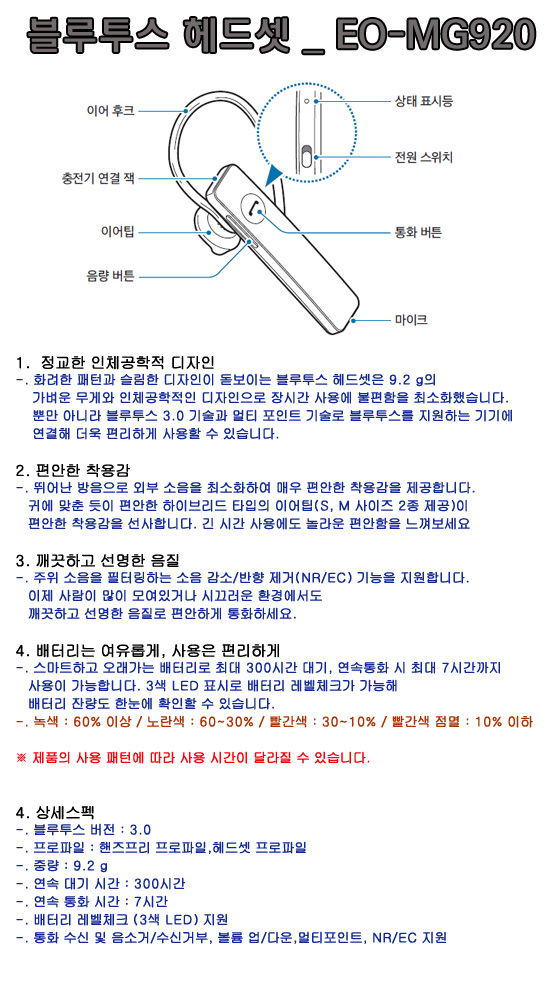 블루투스 헤드셋 _ EO-MG920
이어 후크
상태 표시등
전원 스위치
충전기 연결 잭
이어팁
통화 버튼
음량 버튼
마이크
1. 정교한 인체공학적 디자인
-. 화려한 패턴과 슬림한 디자인이 돋보이는 블루투스 헤드셋은 9.2 g의
가벼운 무게와 인체공학적인 디자인으로 장시간 사용에 불편함을 최소화했습니다.
뿐만 아니라 블루투스 3.0 기술과 멀티 포인트 기술로 블루투스를 지원하는 기기에
연결해 더욱 편리하게 사용할 수 있습니다.
2. 편안한 착용감
-. 뛰어난 방음으로 외부 소음을 최소화하여 매우 편안한 착용감을 제공합니다.
귀에 맞춘 듯이 편안한 하이브리드 타입의 이어팁(S, M 사이즈 2종 제공)이
편안한 착용감을 선사합니다. 긴 시간 사용에도 놀라운 편안함을 느껴보세요
3. 깨끗하고 선명한 음질
-. 주위 소음을 필터링하는 소음 감소/반향 제거(NR/EC) 기능을 지원합니다.
이제 사람이 많이 모여있거나 시끄러운 환경에서도
깨끗하고 선명한 음질로 편안하게 통화하세요.
4. 배터리는 여유롭게, 사용은 편리하게
-. 스마트하고 오래가는 배터리로 최대 300시간 대기, 연속통화 시 최대 7시간까지
사용이 가능합니다. 3색 LED 표시로 배터리 레벨체크가 가능해
배터리 잔량도 한눈에 확인할 수 있습니다.
-. 녹색 : 60% 이상 / 노란색 : 60~30% / 빨간색 : 30~10% / 빨간색 점멸 : 10% 이하
※ 제품의 사용 패턴에 따라 사용 시간이 달라질 수 있습니다.
4. 상세스펙
-. 블루투스 버전 : 3.0
-. 프로파일 : 핸즈프리 프로파일,헤드셋 프로파일
-. 중량 : 9.2 g
-. 연속 대기 시간 : 300시간
-. 연속 통화 시간 : 7시간
-. 배터리 레벨체크 (3색 LED) 지원
-. 통화 수신 및 음소거/수신거부, 볼륨 업/다운,멀티포인트, NR/EC 지원